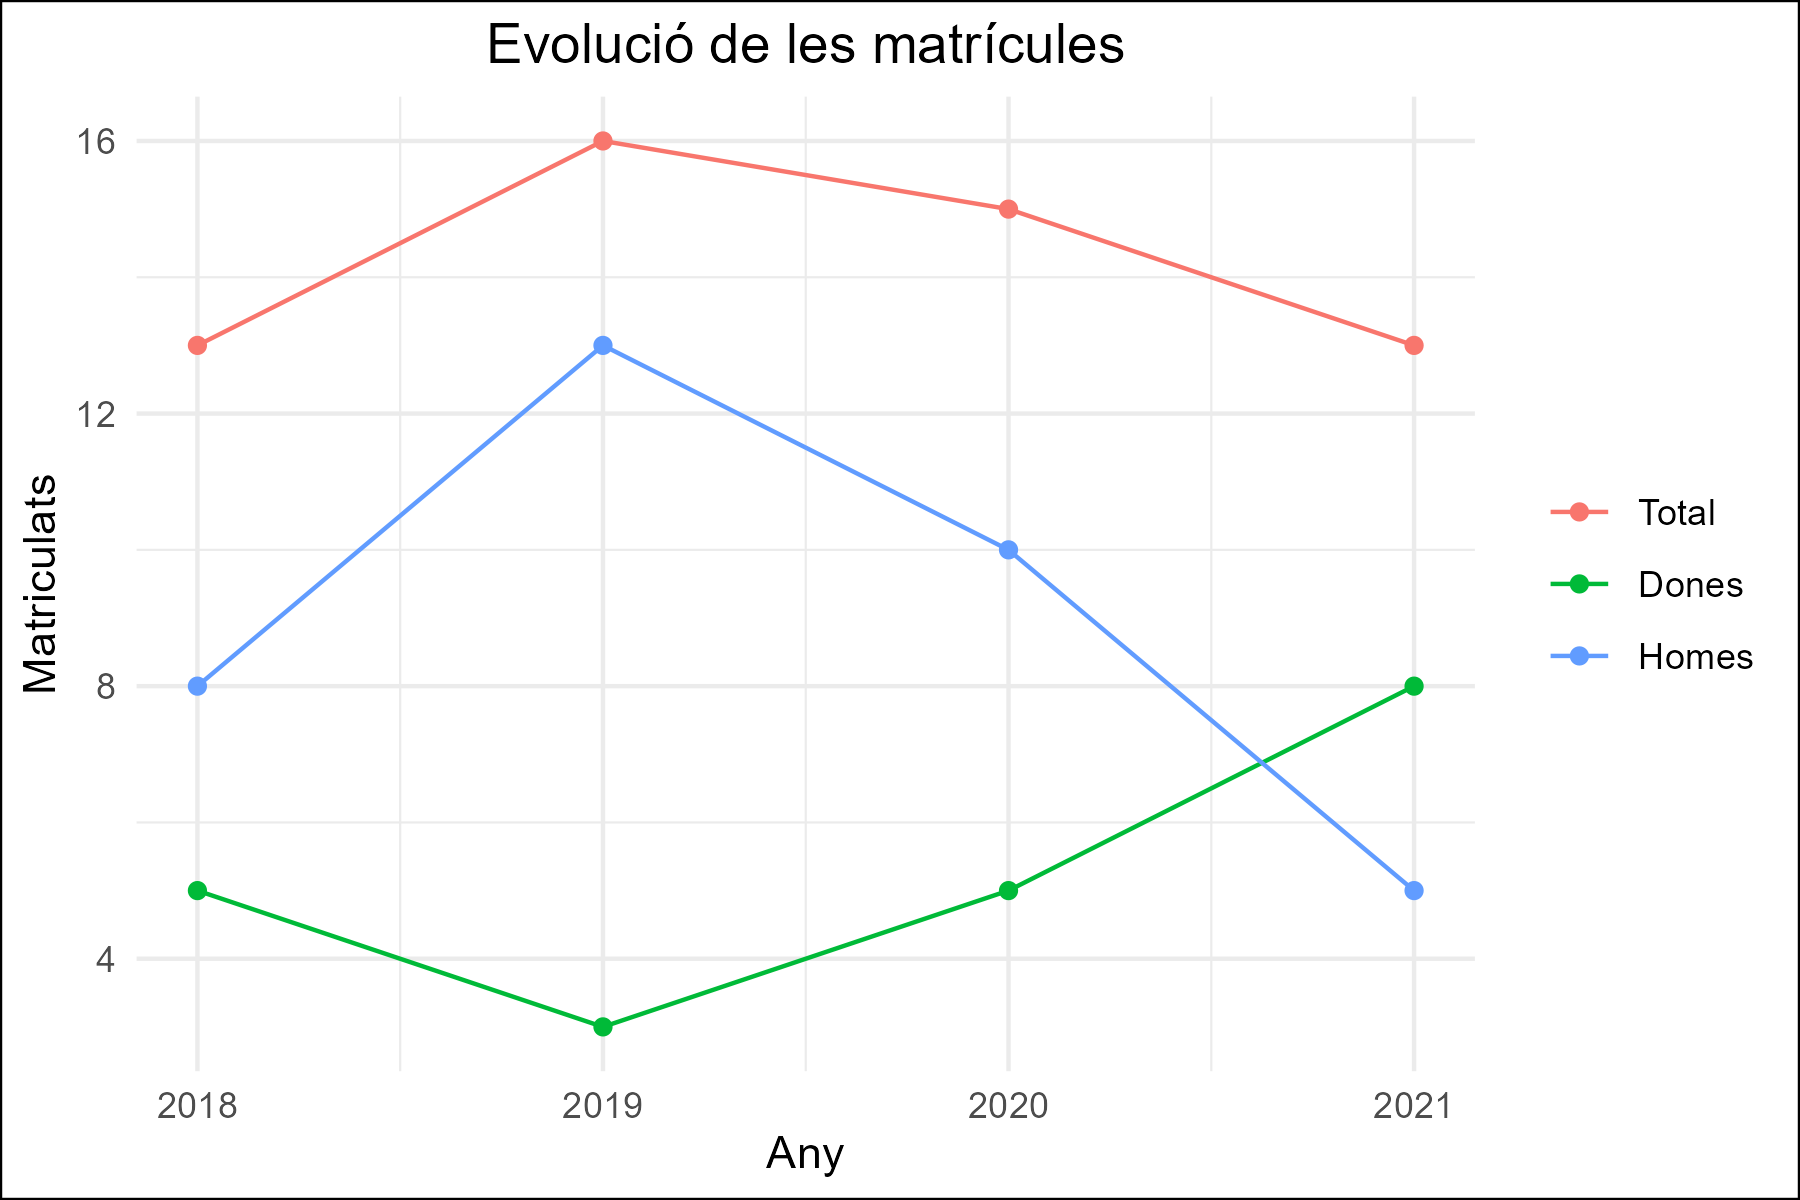 Evolució de les matrícules
16
12
8
4
Matriculats
2018
2019
2020
2021
Any
Total
Dones
Homes